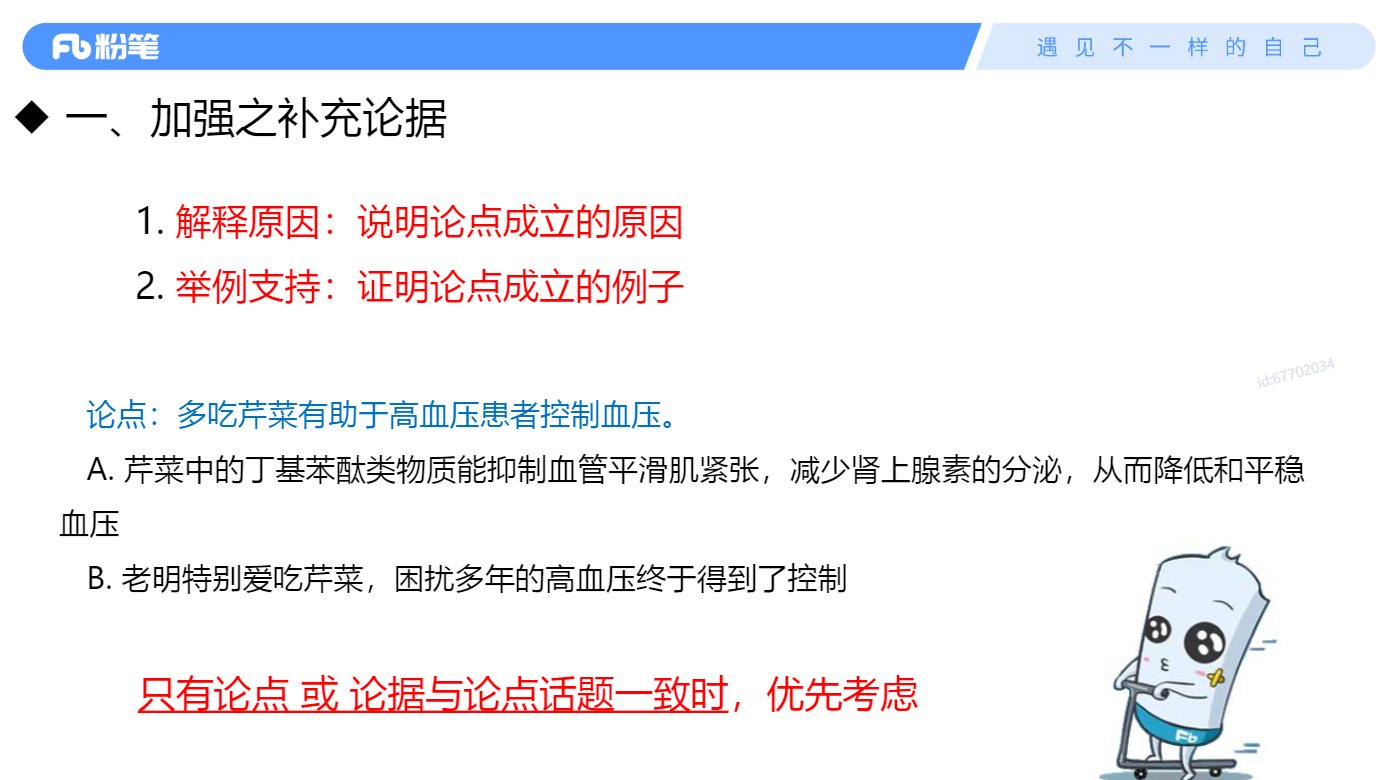 Fb粉笔
遇见不一样的自己
◆ 一、加强之补充论据
1. 解释原因：说明论点成立的原因
2. 举例支持：证明论点成立的例子
id:67702034
论点：多吃芹菜有助于高血压患者控制血压。
A. 芹菜中的丁基苯酞类物质能抑制血管平滑肌紧张，减少肾上腺素的分泌，从而降低和平稳
血压
B. 老明特别爱吃芹菜，困扰多年的高血压终于得到了控制
只有论点 或 论据与论点话题一致时，优先考虑
Fb